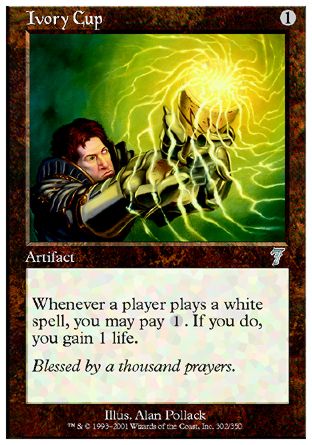 Ivory Cup 1
Artifact 7
Whenever a player plays a white
spell, you may pay 1. If you do,
you gain 1 life.
Blessed by a thousand prayers.
Illus. Alan Pollack
™ & © 1993–2001 Wizards of the Coast, Inc. 302/350